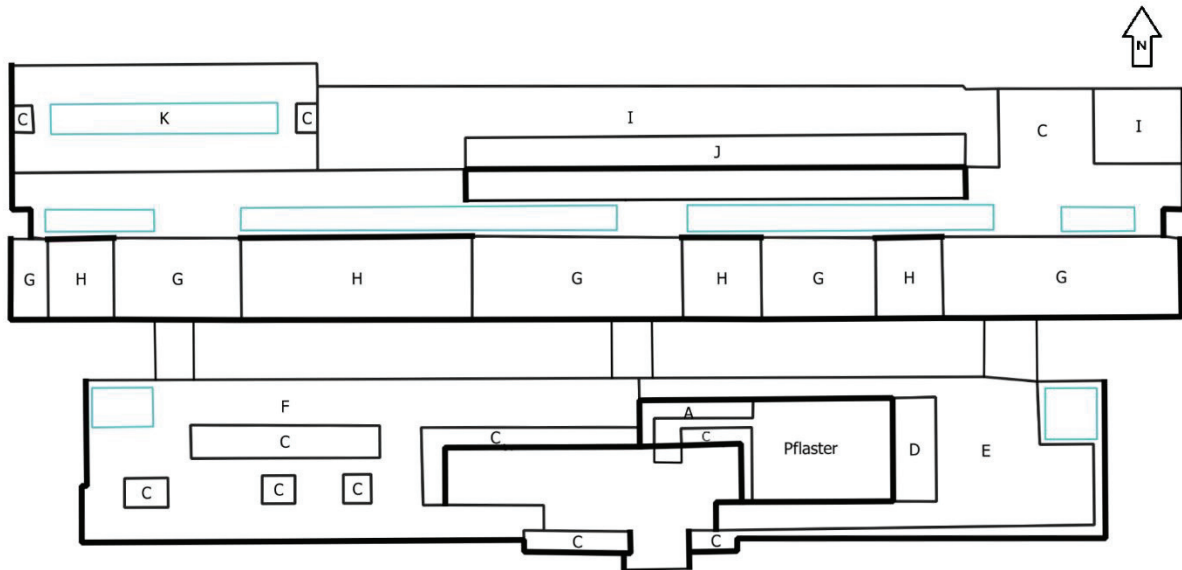 N
C K C I C I
J
G H G H G H G H G
F A
C C C Pflaster D E
C C C
C C